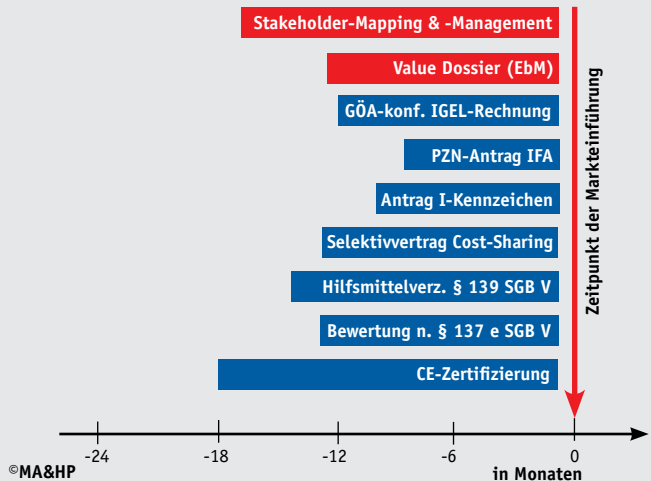 Stakeholder-Mapping & -Management
Value Dossier (EbM)
GÖA-konf. IGEL-Rechnung
PZN-Antrag IFA
Antrag I-Kennzeichen
Selektivvertrag Cost-Sharing
Hilfsmittelverz. § 139 SGB V
Bewertung n. § 137 e SGB V
CE-Zertifizierung
Zeitpunkt der Markteinführung
-24 -18 -12 -6 0
in Monaten
©MA&HP